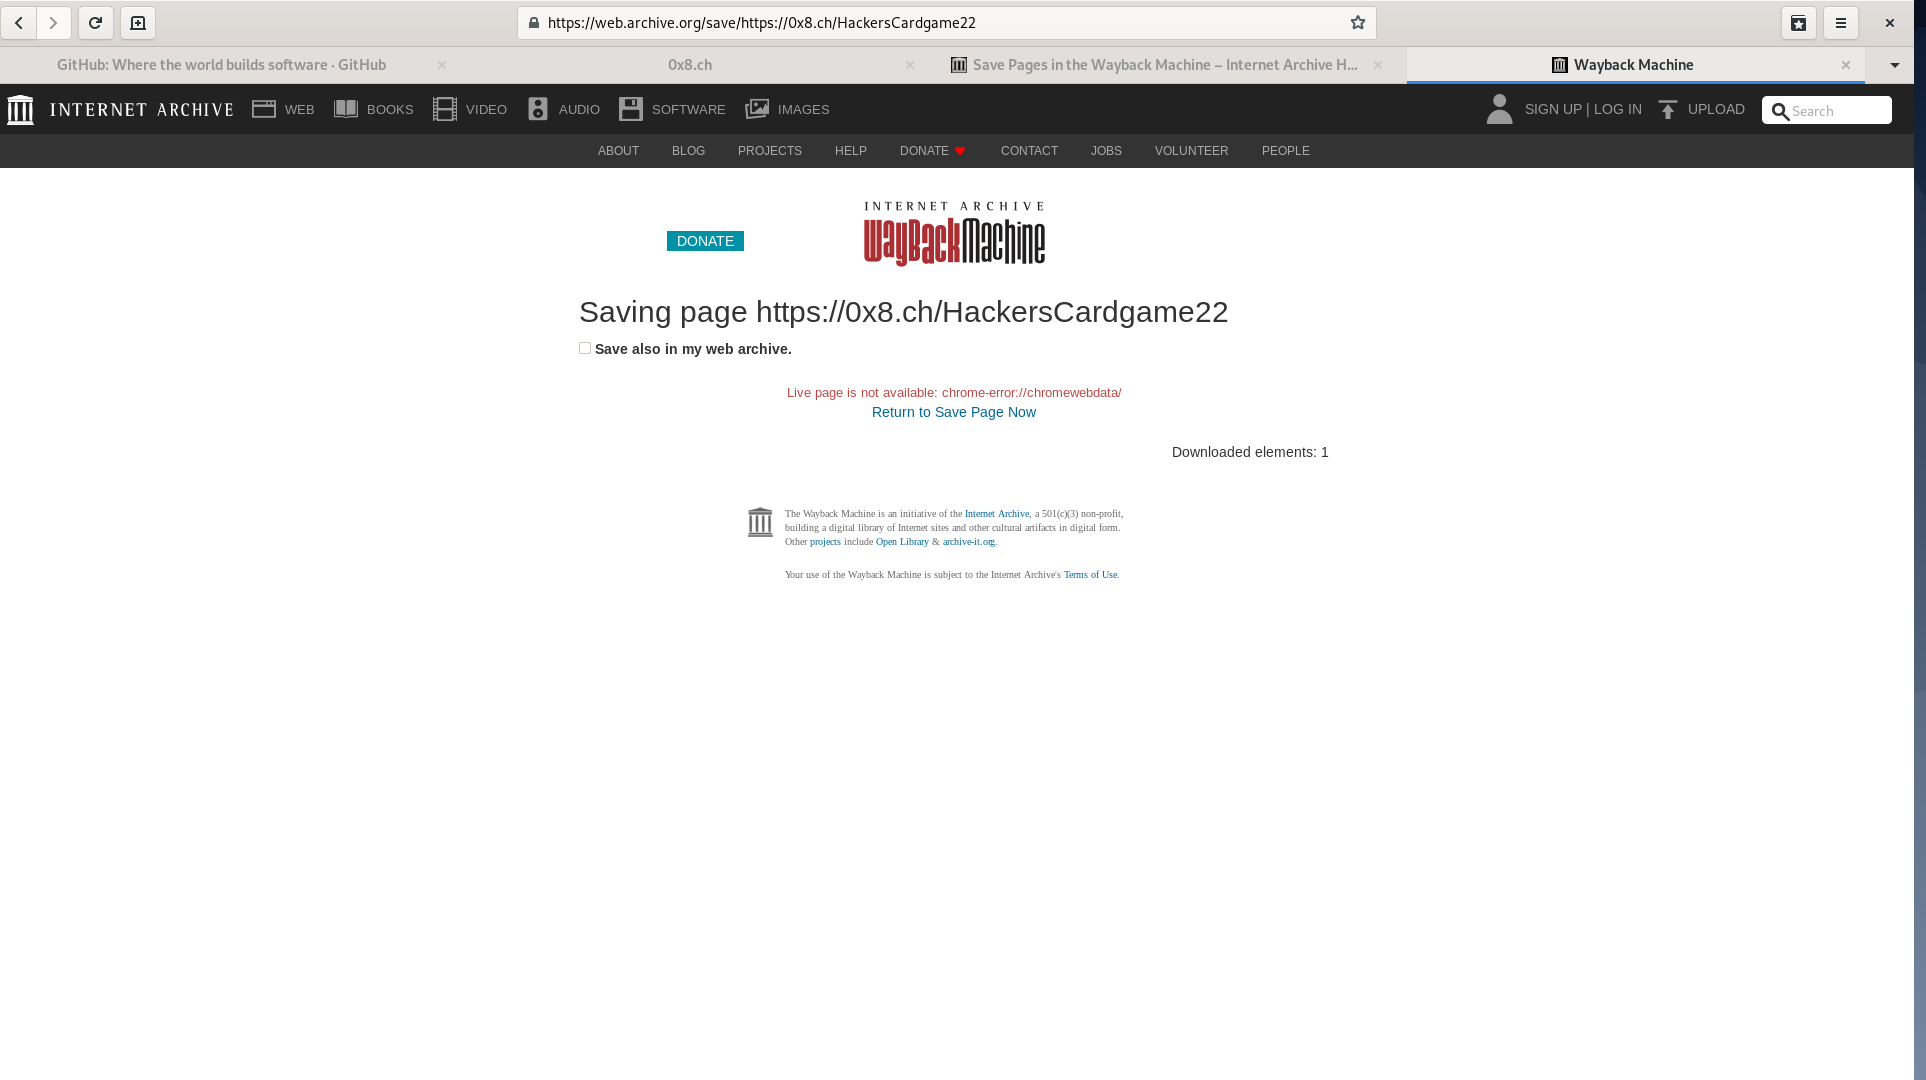 https://web.archive.org/save/https://0x8.ch/HackersCardgame22
GitHub: Where the world builds software · GitHub
0x8.ch
Save Pages in the Wayback Machine – Internet Archive H...
Wayback Machine
INTERNET ARCHIVE
WEB
BOOKS
VIDEO
AUDIO
SOFTWARE
IMAGES
SIGN UP | LOG IN
UPLOAD
Search
ABOUT
BLOG
PROJECTS
HELP
DONATE
CONTACT
JOBS
VOLUNTEER
PEOPLE
DONATE
INTERNET ARCHIVE
WayBackMachine
Saving page https://0x8.ch/HackersCardgame22
Save also in my web archive.
Live page is not available: chrome-error://chromewebdata/
Return to Save Page Now
Downloaded elements: 1
The Wayback Machine is an initiative of the Internet Archive, a 501(c)(3) non-profit,
building a digital library of Internet sites and other cultural artifacts in digital form.
Other projects include Open Library & archive-it.org.
Your use of the Wayback Machine is subject to the Internet Archive's Terms of Use.